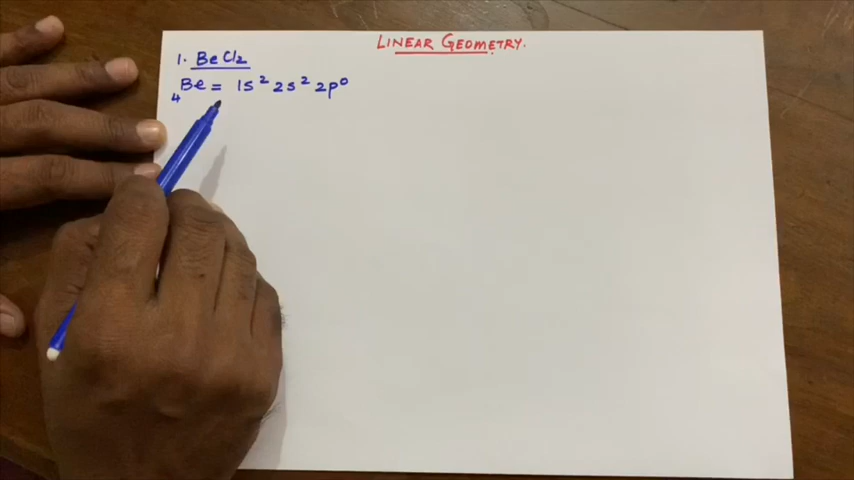 LINEAR GEOMETRY.
1. BeCl₂
₄Be = 1s² 2s² 2p⁰